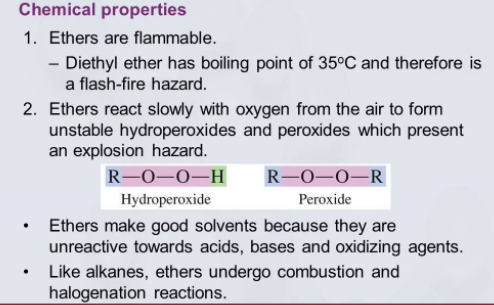 Chemical properties
1. Ethers are flammable.
– Diethyl ether has boiling point of 35ºC and therefore is
a flash-fire hazard.
2. Ethers react slowly with oxygen from the air to form
unstable hydroperoxides and peroxides which present
an explosion hazard.
R—O—O—H R—O—O—R
Hydroperoxide Peroxide
• Ethers make good solvents because they are
unreactive towards acids, bases and oxidizing agents.
• Like alkanes, ethers undergo combustion and
halogenation reactions.